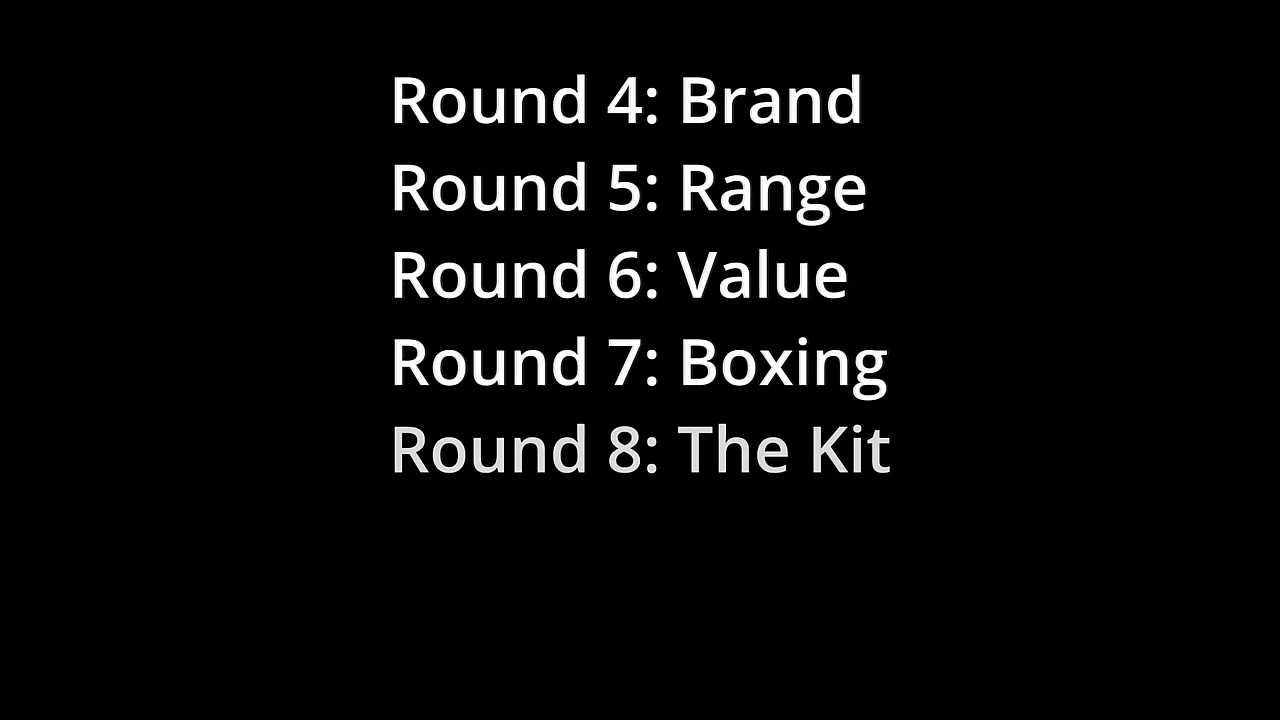 Round 4: Brand
Round 5: Range
Round 6: Value
Round 7: Boxing
Round 8: The Kit